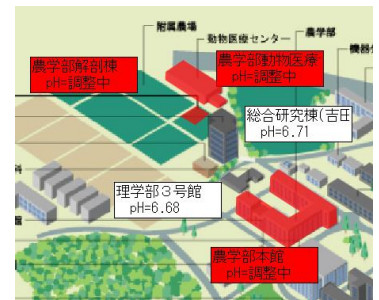 附属農場
動物医療センター
農学部
機器分
農学部解剖棟
pH=調整中
農学部動物医療
pH=調整中
総合研究棟(吉田
pH=6.71
科
理学部３号館
pH=6.68
館
農学部本館
pH=調整中